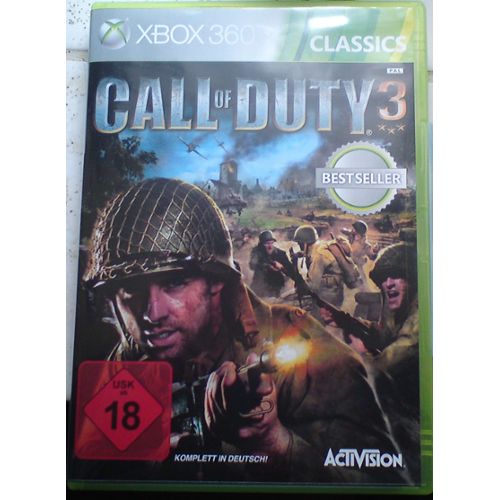 XBOX 360
CLASSICS
PAL
CALL OF DUTY 3
BESTSELLER
USK
ab
18
KOMPLETT IN DEUTSCH!
ACTIVISION